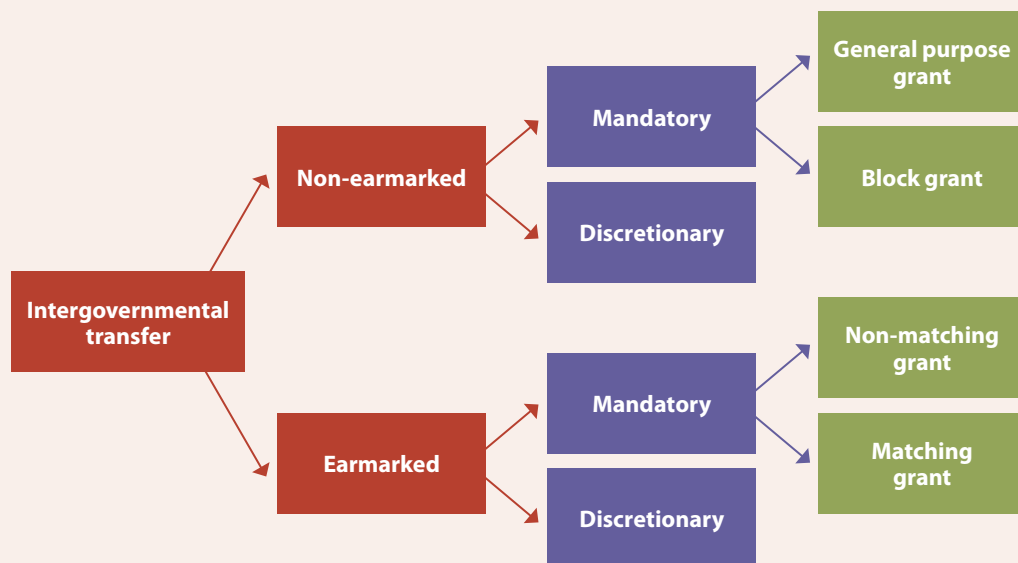 General purpose
grant
Mandatory
Non-earmarked
Block grant
Discretionary
Intergovernmental
transfer
Non-matching
grant
Mandatory
Earmarked
Matching
grant
Discretionary